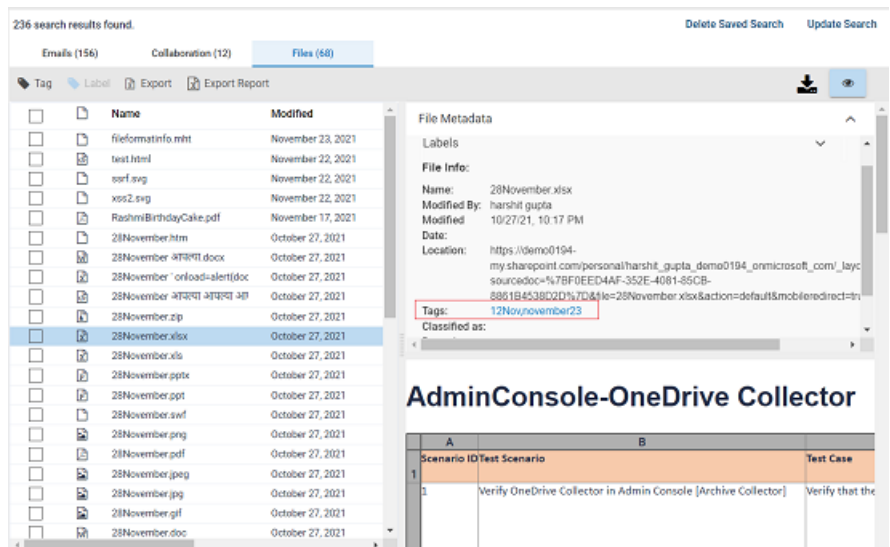 236 search results found.
Delete Saved Search Update Search
Emails (156) Collaboration (12) Files (68)
Tag Label Export Export Report
Name Modified
fileformatinfo.mht November 23, 2021
test.html November 22, 2021
ssrf.svg November 22, 2021
xss2.svg November 22, 2021
RashmiBirthdayCake.pdf November 17, 2021
28November.htm October 27, 2021
28November आपल्या.docx October 27, 2021
28November`onload=alert(doc October 27, 2021
28November आपल्या आपल्या October 27, 2021
28November.zip October 27, 2021
28November.xlsx October 27, 2021
28November.xls October 27, 2021
28November.pptx October 27, 2021
28November.ppt October 27, 2021
28November.swf October 27, 2021
28November.png October 27, 2021
28November.pdf October 27, 2021
28November.jpeg October 27, 2021
28November.jpg October 27, 2021
28November.gif October 27, 2021
28November.doc October 27, 2021
File Metadata
Labels
File Info:
Name: 28November.xlsx
Modified By: harshit gupta
Modified 10/27/21, 10:17 PM
Date:
Location: https://demo0194-
my.sharepoint.com/personal/harshit_gupta_demo0194_onmicrosoft_com/_layc
sourcedoc=%7BF0EED4AF-352E-4081-85CB-
8861B4538D2D%7D&file=28November.xlsx&action=default&mobileredirect=tru
Tags: 12Nov,november23
Classified as:
AdminConsole-OneDrive Collector
A B
Scenario ID Test Scenario Test Case
1
1 Verify OneDrive Collector in Admin Console [Archive Collector] Verify that the